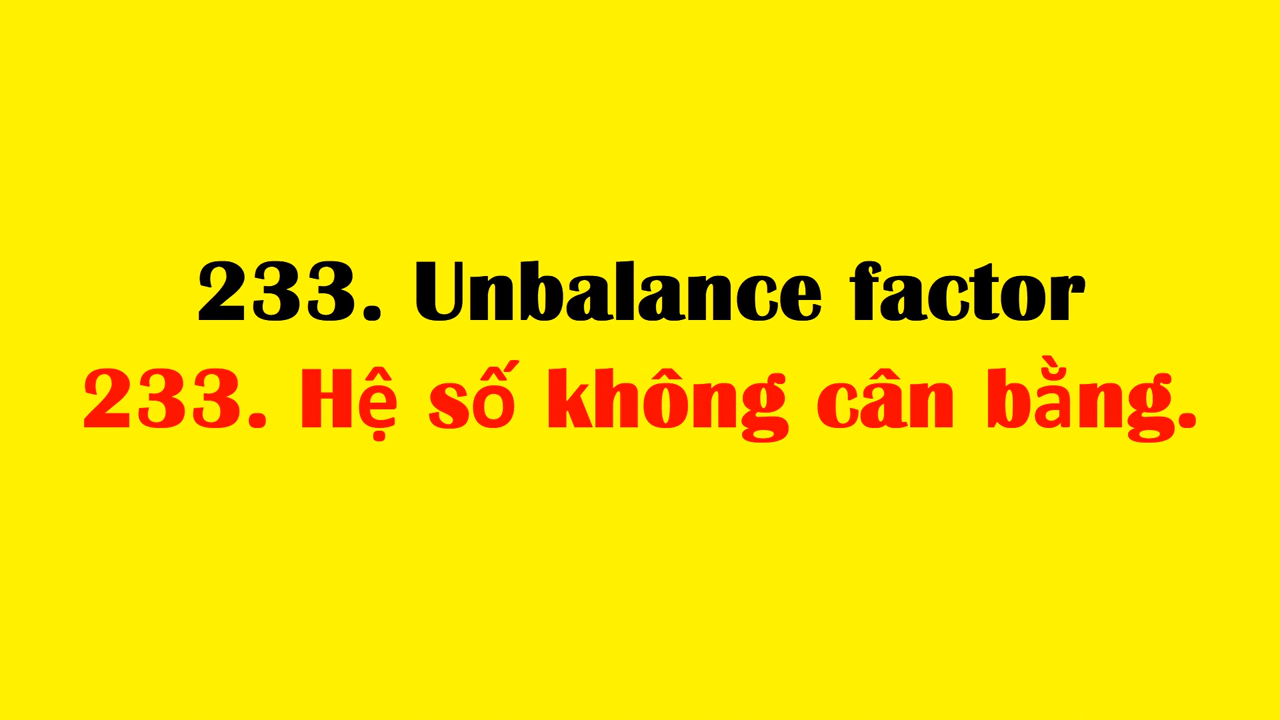 233. Unbalance factor
233. Hệ số không cân bằng.